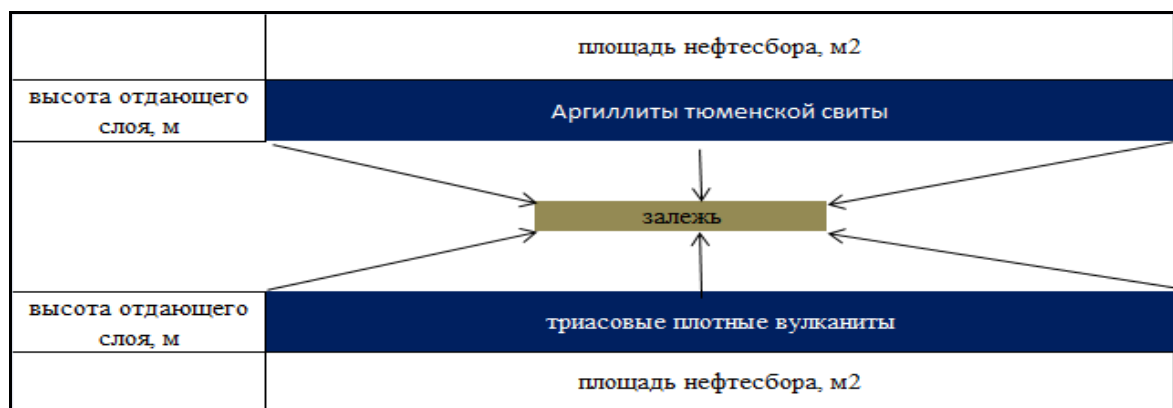 площадь нефтесбора, м2
высота отдающего
слоя, м
Аргиллиты тюменской свиты
залежь
высота отдающего
слоя, м
триасовые плотные вулканиты
площадь нефтесбора, м2